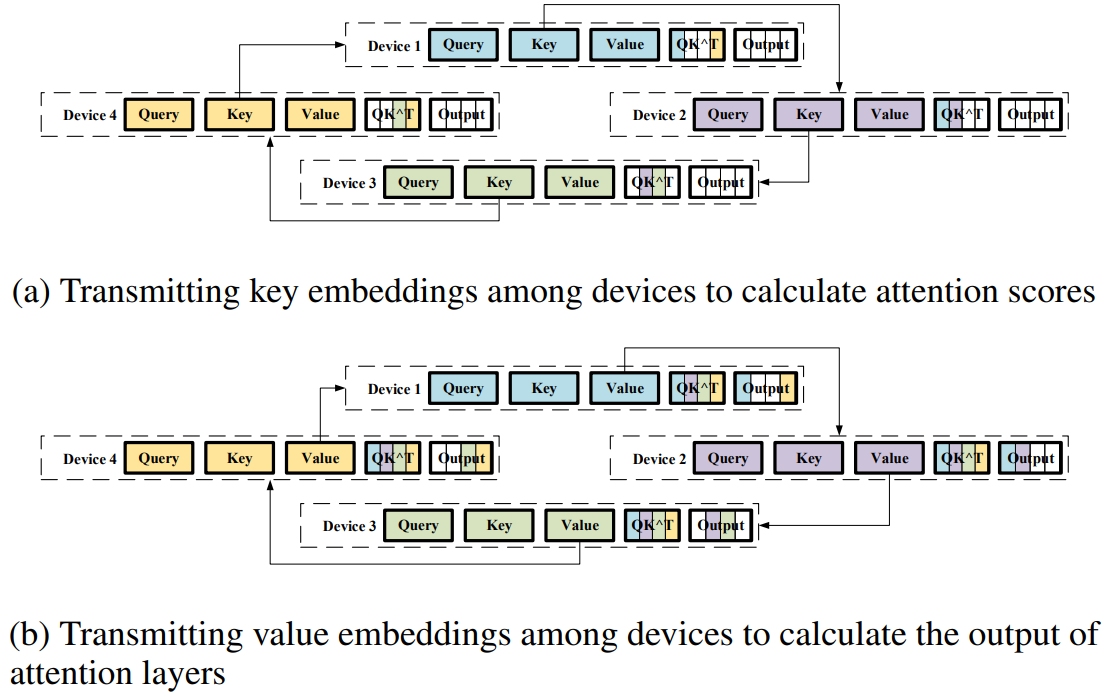 Device 1 Query Key Value QK^T Output
Device 4 Query Key Value QK^T Output
Device 2 Query Key Value QK^T Output
Device 3 Query Key Value QK^T Output
(a) Transmitting key embeddings among devices to calculate attention scores
Device 1 Query Key Value QK^T Output
Device 4 Query Key Value QK^T Output
Device 2 Query Key Value QK^T Output
Device 3 Query Key Value QK^T Output
(b) Transmitting value embeddings among devices to calculate the output of
attention layers